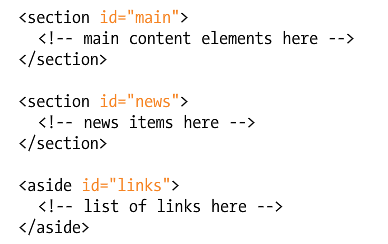 <section id="main">
<!-- main content elements here -->
</section>
<section id="news">
<!-- news items here -->
</section>
<aside id="links">
<!-- list of links here -->
</aside>